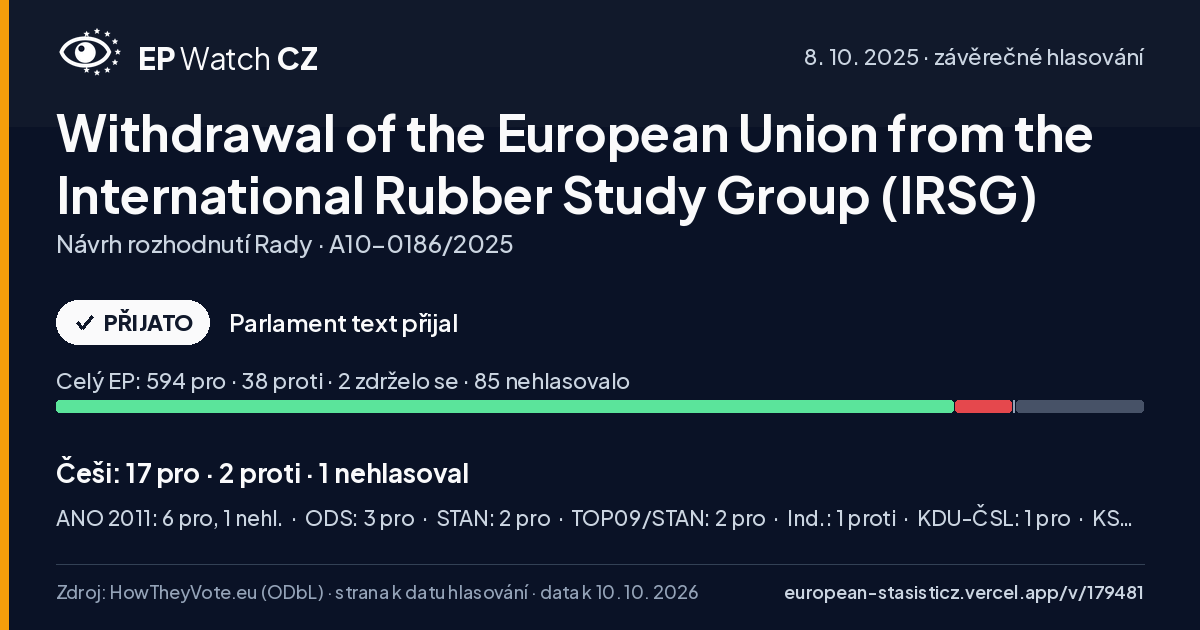 EP Watch CZ
8. 10. 2025 · závěrečné hlasování
Withdrawal of the European Union from the
International Rubber Study Group (IRSG)
Návrh rozhodnutí Rady · A10-0186/2025
✓ PŘIJATO Parlament text přijal
Celý EP: 594 pro · 38 proti · 2 zdrželo se · 85 nehlasovalo
Češi: 17 pro · 2 proti · 1 nehlasoval
ANO 2011: 6 pro, 1 nehl. · ODS: 3 pro · STAN: 2 pro · TOP09/STAN: 2 pro · Ind.: 1 proti · KDU-ČSL: 1 pro · KS…
Zdroj: HowTheyVote.eu (ODbL) · strana k datu hlasování · data k 10. 10. 2026
european-stasisticz.vercel.app/v/179481